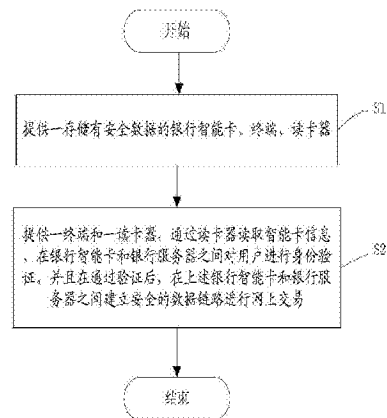 开始
提供一存储有安全数据的银行智能卡、终端、读卡器
S1
提供一终端和一读卡器，通过读卡器读取智能卡信息
、在银行智能卡和银行服务器之间对用户进行身份验
证。并且在通过验证后，在上述银行智能卡和银行服
务器之间建立安全的数据链路进行网上交易
S2
结束